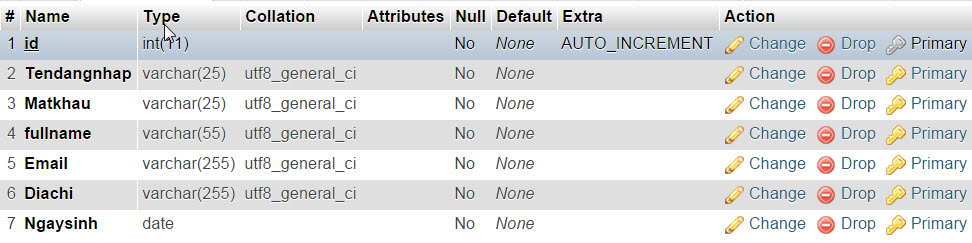 # Name Type Collation Attributes Null Default Extra Action
1 id int(11) No None AUTO_INCREMENT Change Drop Primary
2 Tendangnhap varchar(25) utf8_general_ci No None Change Drop Primary
3 Matkhau varchar(25) utf8_general_ci No None Change Drop Primary
4 fullname varchar(55) utf8_general_ci No None Change Drop Primary
5 Email varchar(255) utf8_general_ci No None Change Drop Primary
6 Diachi varchar(255) utf8_general_ci No None Change Drop Primary
7 Ngaysinh date No None Change Drop Primary